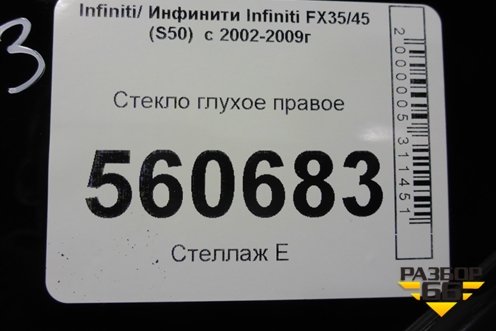 3
Infiniti/ Инфинити Infiniti FX35/45
(S50) с 2002-2009г
Стекло глухое правое
560683
Стеллаж Е
2000005311451
РАЗБОР
66